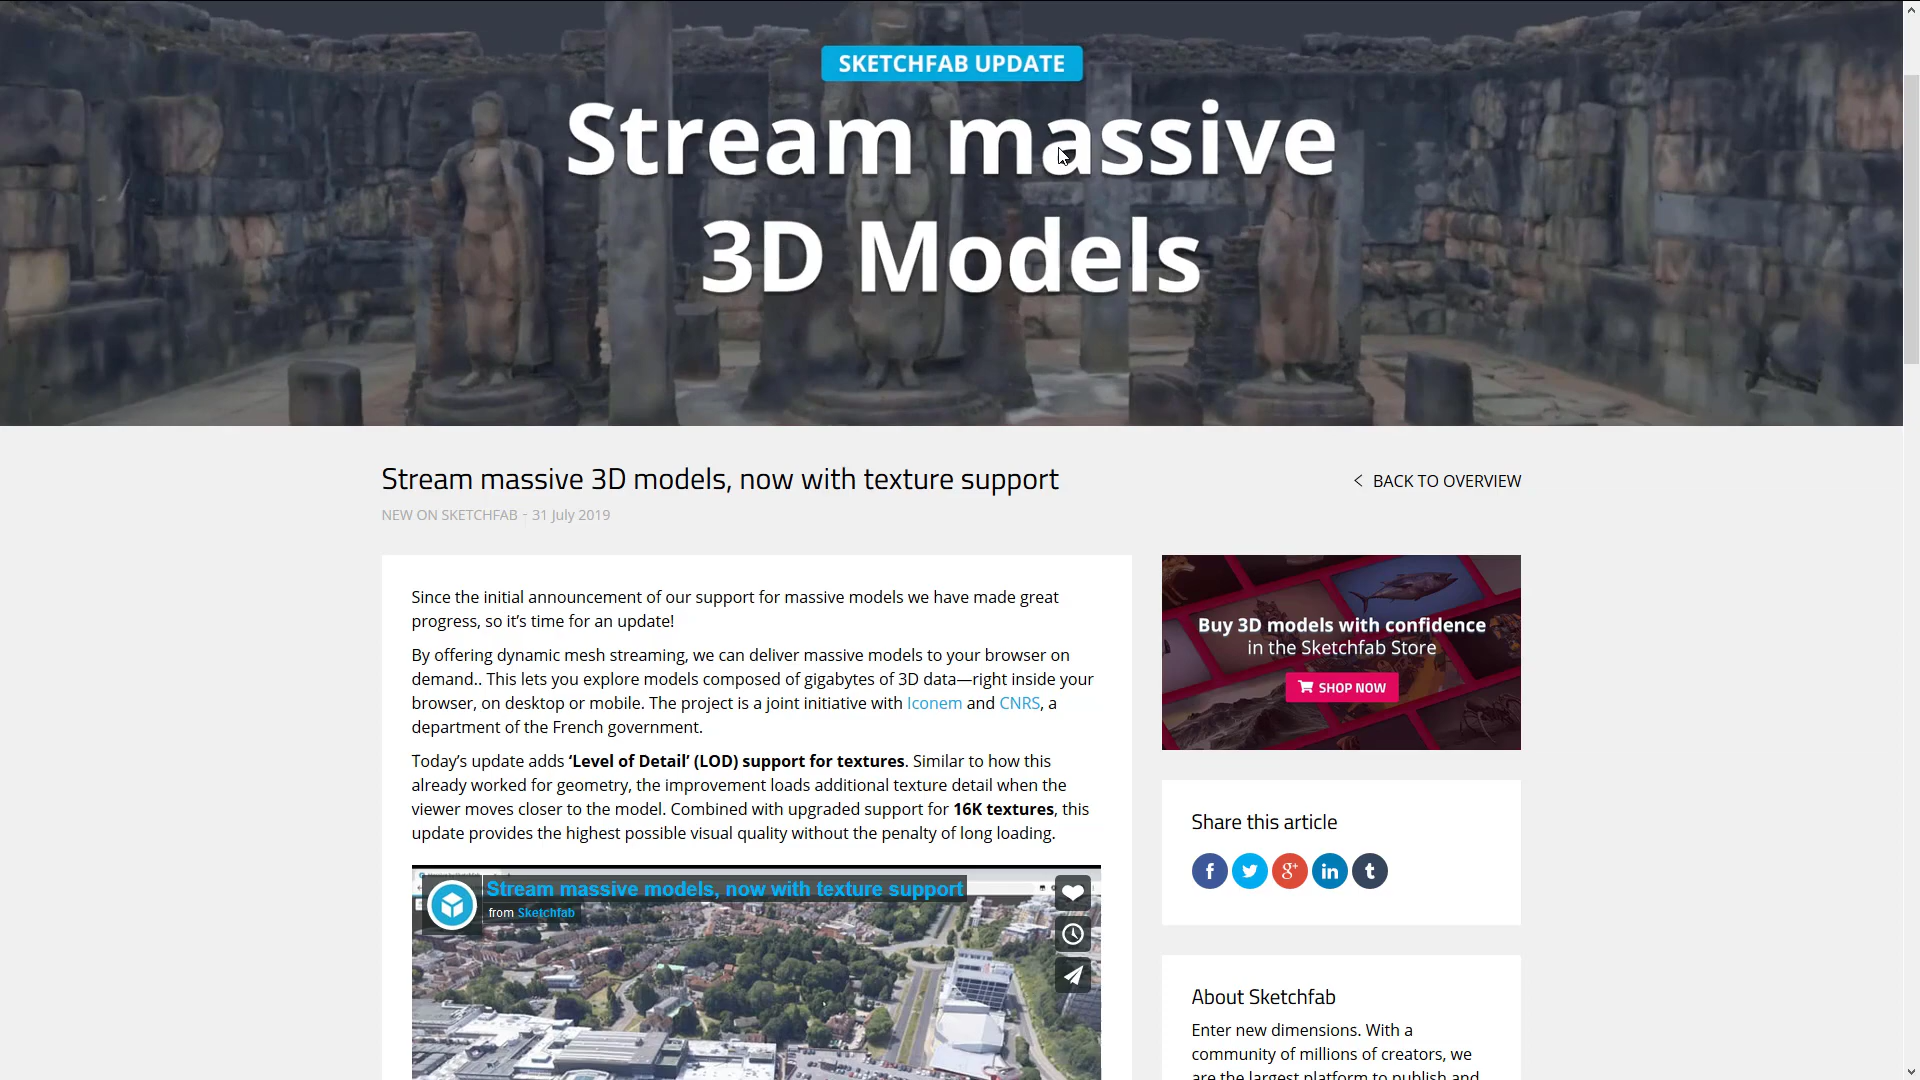 SKETCHFAB UPDATE
Stream massive
3D Models
Stream massive 3D models, now with texture support
BACK TO OVERVIEW
NEW ON SKETCHFAB - 31 July 2019
Since the initial announcement of our support for massive models we have made great
progress, so it’s time for an update!
By offering dynamic mesh streaming, we can deliver massive models to your browser on
demand.. This lets you explore models composed of gigabytes of 3D data—right inside your
browser, on desktop or mobile. The project is a joint initiative with Iconem and CNRS, a
department of the French government.
Today’s update adds ‘Level of Detail’ (LOD) support for textures. Similar to how this
already worked for geometry, the improvement loads additional texture detail when the
viewer moves closer to the model. Combined with upgraded support for 16K textures, this
update provides the highest possible visual quality without the penalty of long loading.
Stream massive models, now with texture support
from Sketchfab
Buy 3D models with confidence
in the Sketchfab Store
SHOP NOW
Share this article
About Sketchfab
Enter new dimensions. With a
community of millions of creators, we
are the largest platform to publish and